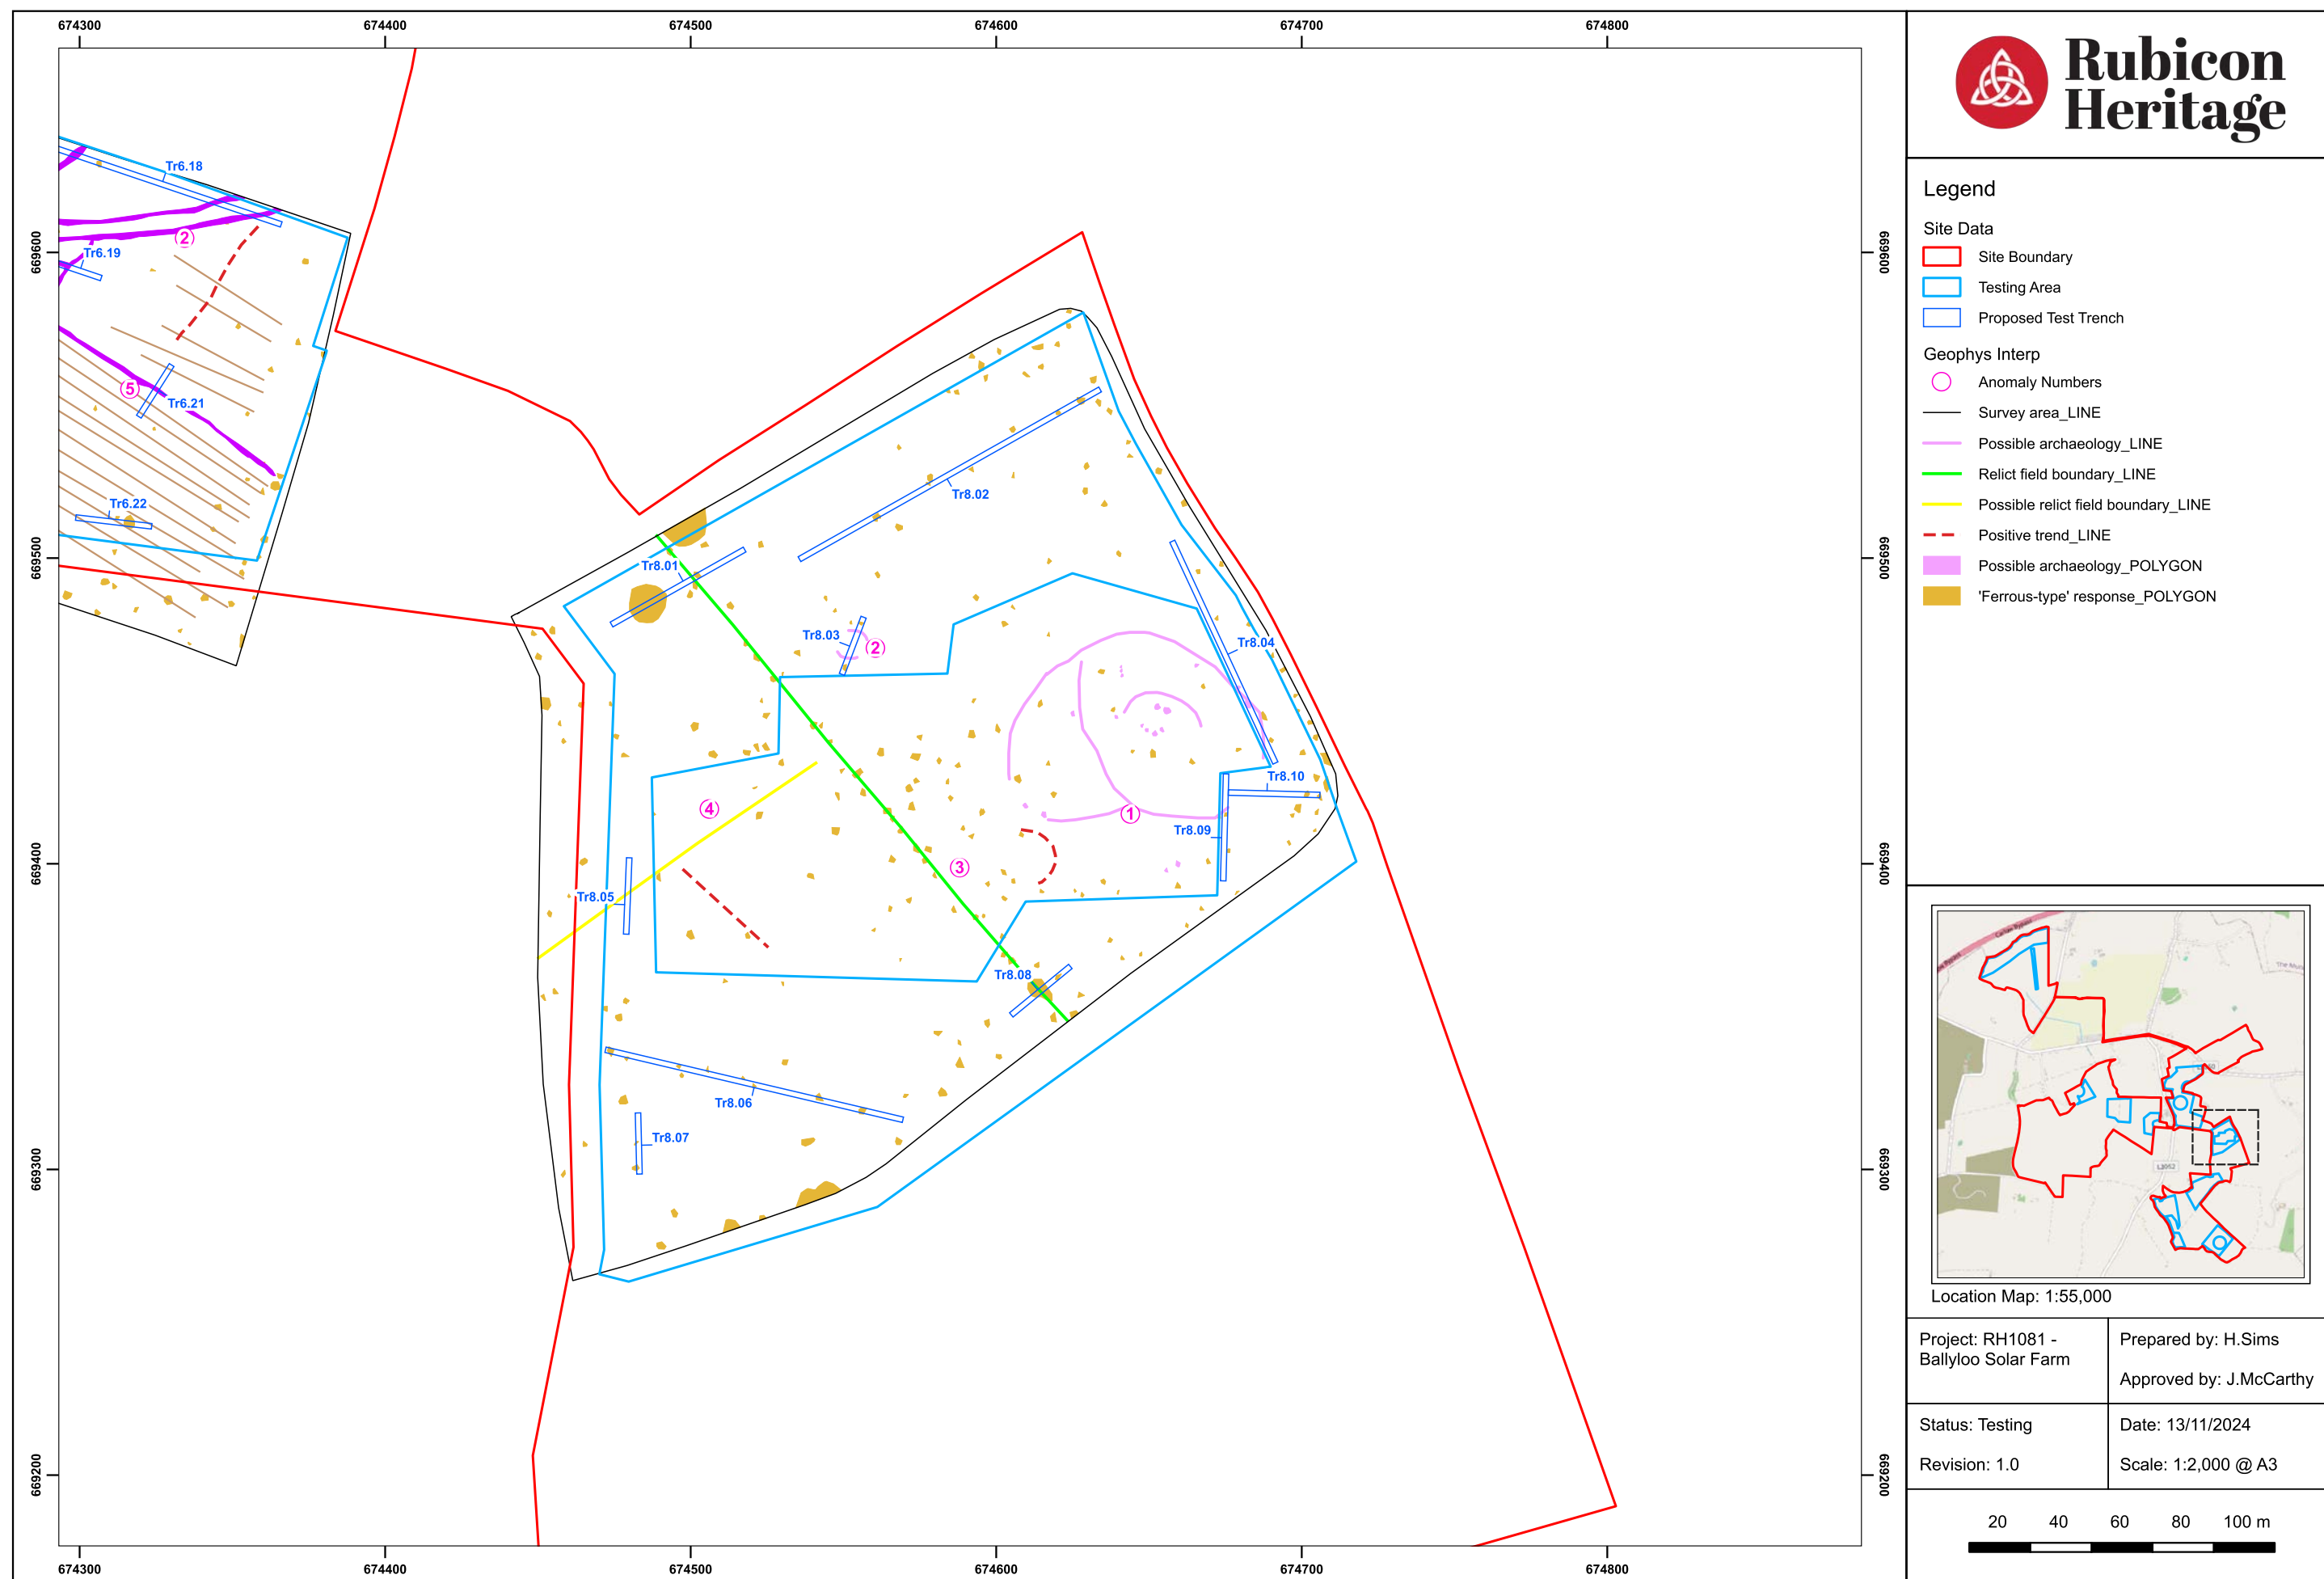 674300 674400 674500 674600 674700 674800
669600
669500
669400
669300
669200
669600
669500
669400
669300
669200
Tr6.18
2
Tr6.19
5
Tr6.21
Tr6.22
Tr8.02
Tr8.01
Tr8.03
2
Tr8.04
Tr8.10
4
1
Tr8.09
3
Tr8.05
Tr8.08
Tr8.06
Tr8.07
674300 674400 674500 674600 674700 674800
Rubicon
Heritage
Legend
Site Data
Site Boundary
Testing Area
Proposed Test Trench
Geophys Interp
Anomaly Numbers
Survey area_LINE
Possible archaeology_LINE
Relict field boundary_LINE
Possible relict field boundary_LINE
Positive trend_LINE
Possible archaeology_POLYGON
'Ferrous-type' response_POLYGON
L3052
Location Map: 1:55,000
Project: RH1081 -
Ballyloo Solar Farm
Prepared by: H.Sims
Approved by: J.McCarthy
Status: Testing
Revision: 1.0
Date: 13/11/2024
Scale: 1:2,000 @ A3
20 40 60 80 100 m